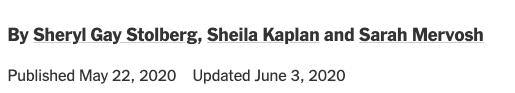 By Sheryl Gay Stolberg, Sheila Kaplan and Sarah Mervosh
Published May 22, 2020 Updated June 3, 2020